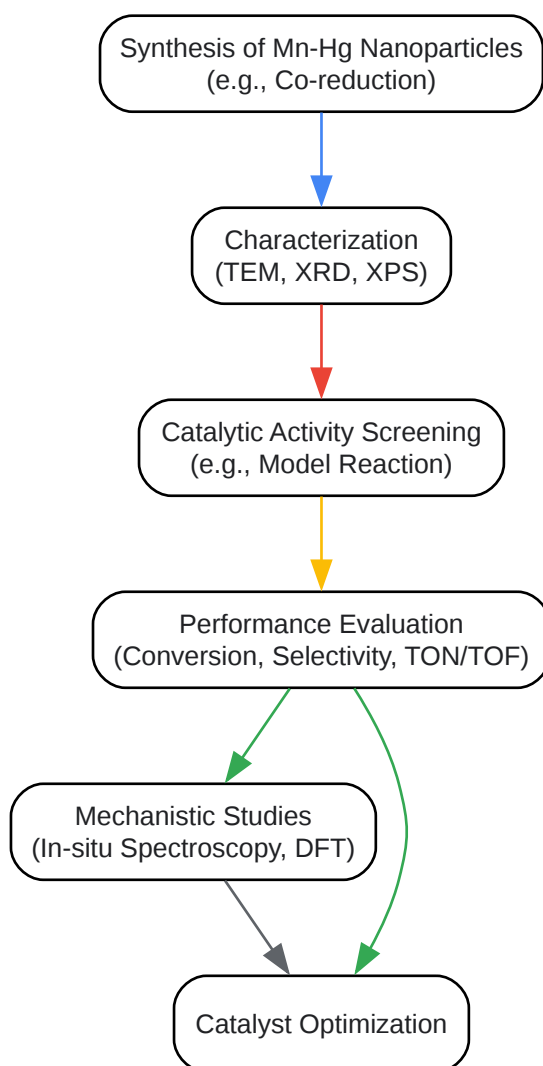 Synthesis of Mn-Hg Nanoparticles
(e.g., Co-reduction)
Characterization
(TEM, XRD, XPS)
Catalytic Activity Screening
(e.g., Model Reaction)
Performance Evaluation
(Conversion, Selectivity, TON/TOF)
Mechanistic Studies
(In-situ Spectroscopy, DFT)
Catalyst Optimization